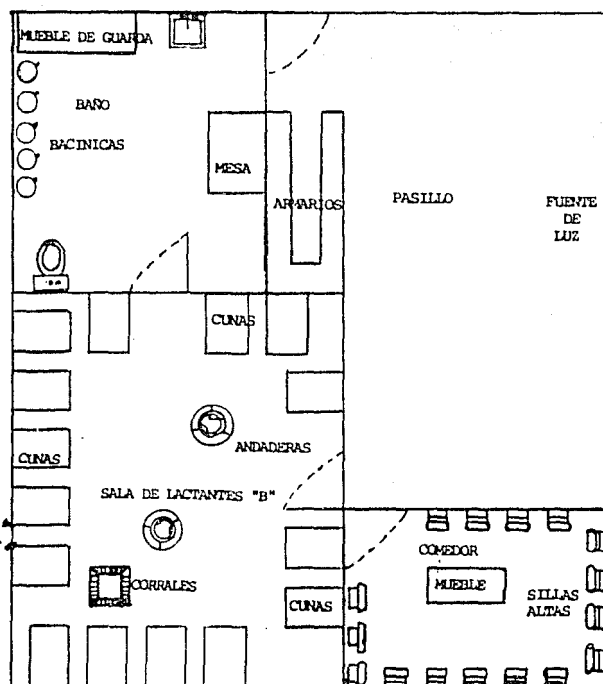 MUEBLE DE GUARDA
BAÑO
BACINICAS
MESA
ARMARIOS
PASILLO
FUENTE
DE
LUZ
CUNAS
ANDADERAS
CUNAS
SALA DE LACTANTES "B"
CORRALES
CUNAS
COMEDOR
MUEBLE
SILLAS
ALTAS